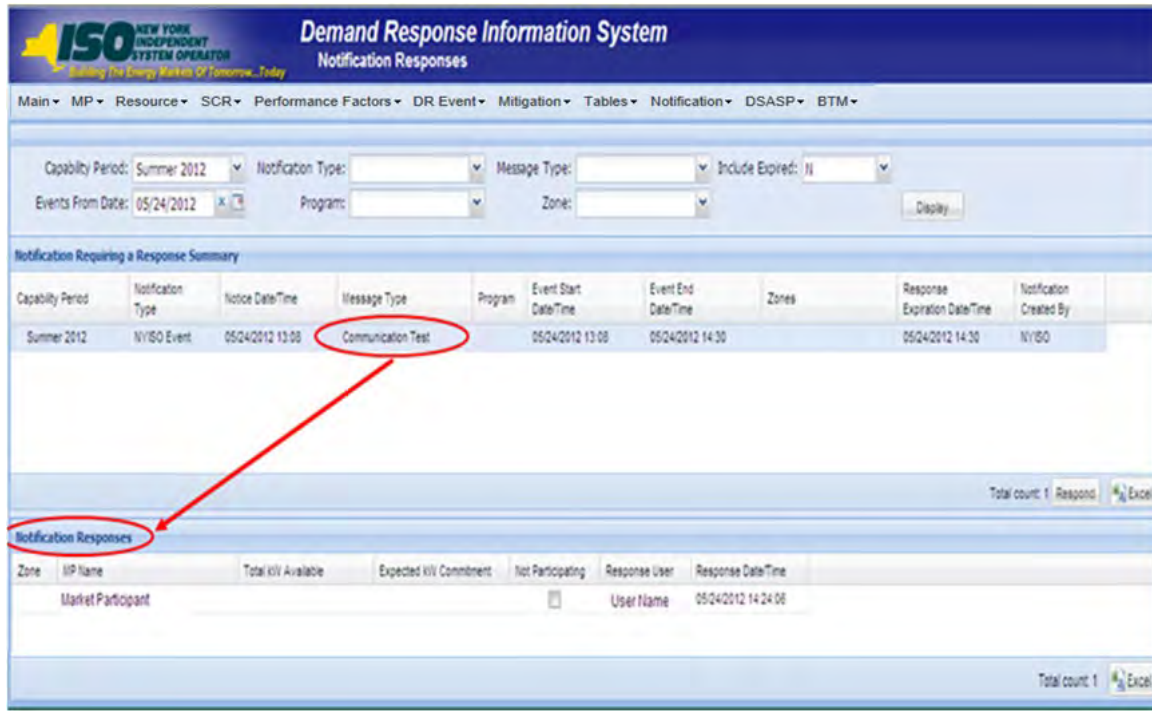 NEW YORK
ISO INDEPENDENT
SYSTEM OPERATOR
Building The Energy Markets Of Tomorrow...Today
Demand Response Information System
Notification Responses
Main MP Resource SCR Performance Factors DR Event Mitigation Tables Notification DSASP BTM
Capability Period: Summer 2012 Notification Type: Message Type: Include Expired: N
Events From Date: 05/24/2012 Program: Zone: Display
Notification Requiring a Response Summary
Capability Period Notification Type Notice Date/Time Message Type Program Event Start Date/Time Event End Date/Time Zones Response Expiration Date/Time Notification Created By
Summer 2012 NYISO Event 05/24/2012 13:08 Communication Test 05/24/2012 13:08 05/24/2012 14:30 05/24/2012 14:30 NYISO
Total count: 1 Respond Excel
Notification Responses
Zone MP Name Total kW Available Expected kW Commitment Not Participating Response User Response Date/Time
Market Participant User Name 05/24/2012 14:24:06
Total count: 1 Excel